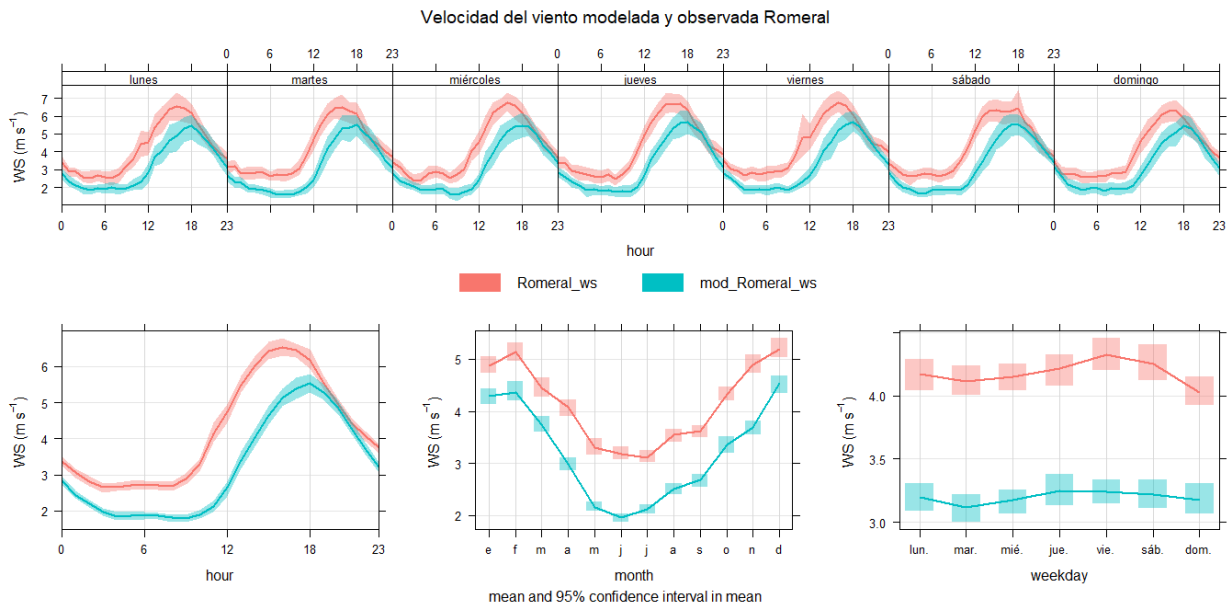 Velocidad del viento modelada y observada Romeral
0 6 12 18 23 0 6 12 18 23 0 6 12 18 23
lunes martes miércoles jueves viernes sábado domingo
WS (m s⁻¹)
7
6
5
4
3
2
0 6 12 18 23 0 6 12 18 23 0 6 12 18 23 0 6 12 18 23
hour
Romeral_ws mod_Romeral_ws
WS (m s⁻¹)
6
5
4
3
2
0 6 12 18 23
hour
WS (m s⁻¹)
5
4
3
2
e f m a m j j a s o n d
month
WS (m s⁻¹)
4.0
3.5
3.0
lun. mar. mié. jue. vie. sáb. dom.
weekday
mean and 95% confidence interval in mean